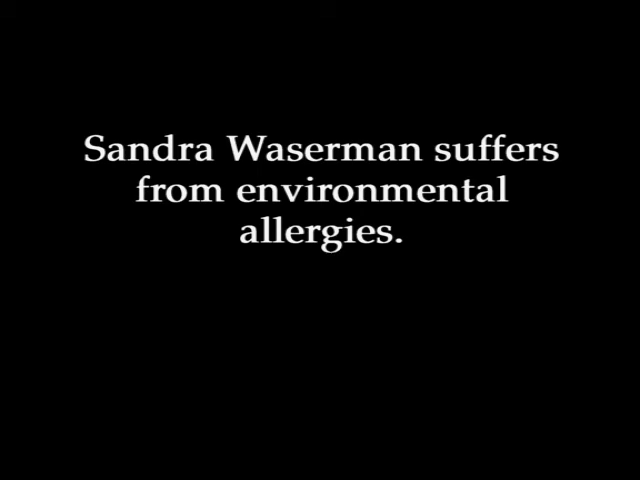 Sandra Waserman suffers
from environmental
allergies.